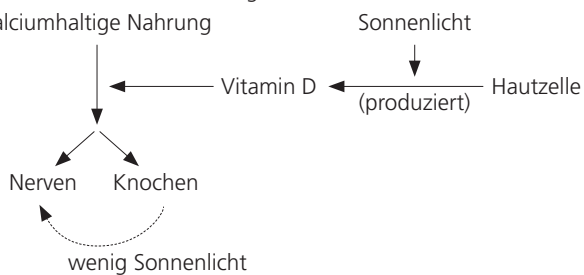 alciumhaltige Nahrung Sonnenlicht
Vitamin D (produziert) Hautzelle
Nerven Knochen
wenig Sonnenlicht